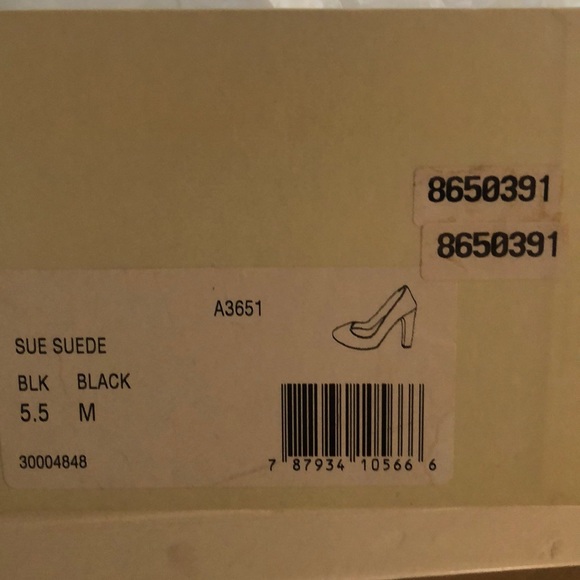 8650391
8650391
A3651
SUE SUEDE
BLK BLACK
5.5 M
30004848
7 87934 10566 6